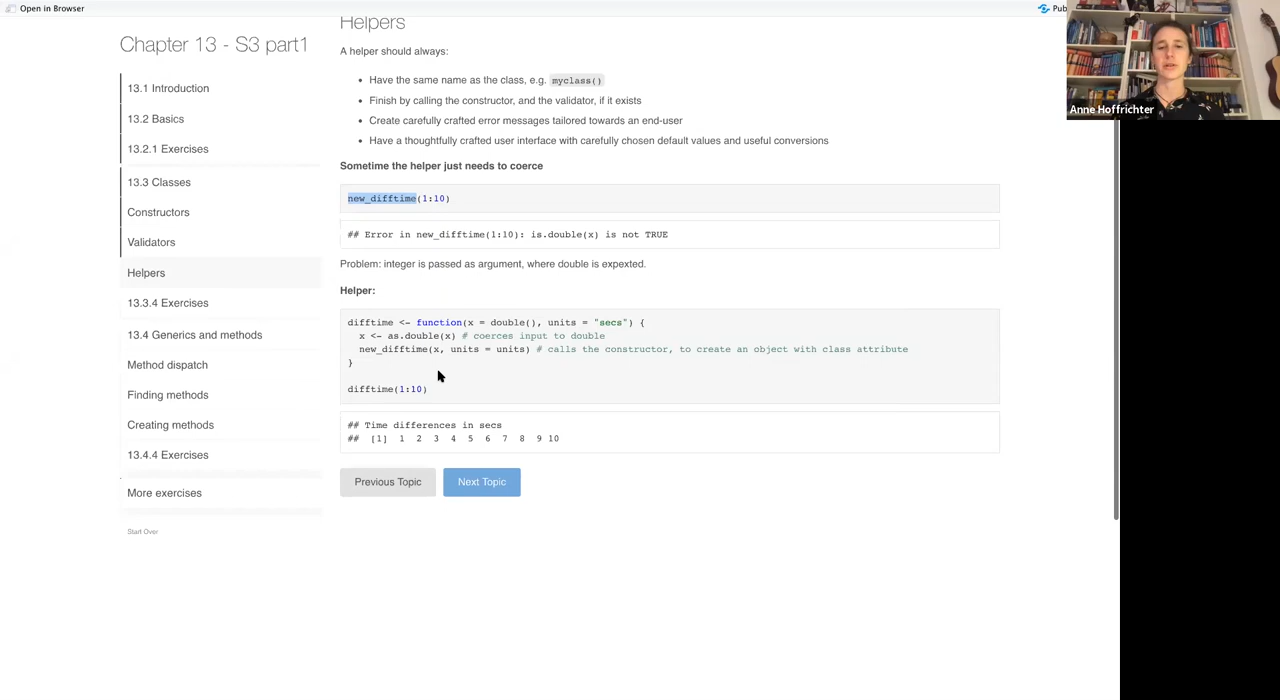 Open in Browser
Pub
Anne Hoffrichter
Chapter 13 - S3 part1
13.1 Introduction
13.2 Basics
13.2.1 Exercises
13.3 Classes
Constructors
Validators
Helpers
13.3.4 Exercises
13.4 Generics and methods
Method dispatch
Finding methods
Creating methods
13.4.4 Exercises
More exercises
Start Over
Helpers
A helper should always:
Have the same name as the class, e.g. myclass()
Finish by calling the constructor, and the validator, if it exists
Create carefully crafted error messages tailored towards an end-user
Have a thoughtfully crafted user interface with carefully chosen default values and useful conversions
Sometime the helper just needs to coerce
new_difftime(1:10)
## Error in new_difftime(1:10): is.double(x) is not TRUE
Problem: integer is passed as argument, where double is expexted.
Helper:
difftime <- function(x = double(), units = "secs") {
x <- as.double(x) # coerces input to double
new_difftime(x, units = units) # calls the constructor, to create an object with class attribute
}
difftime(1:10)
## Time differences in secs
## [1] 1 2 3 4 5 6 7 8 9 10
Previous Topic
Next Topic